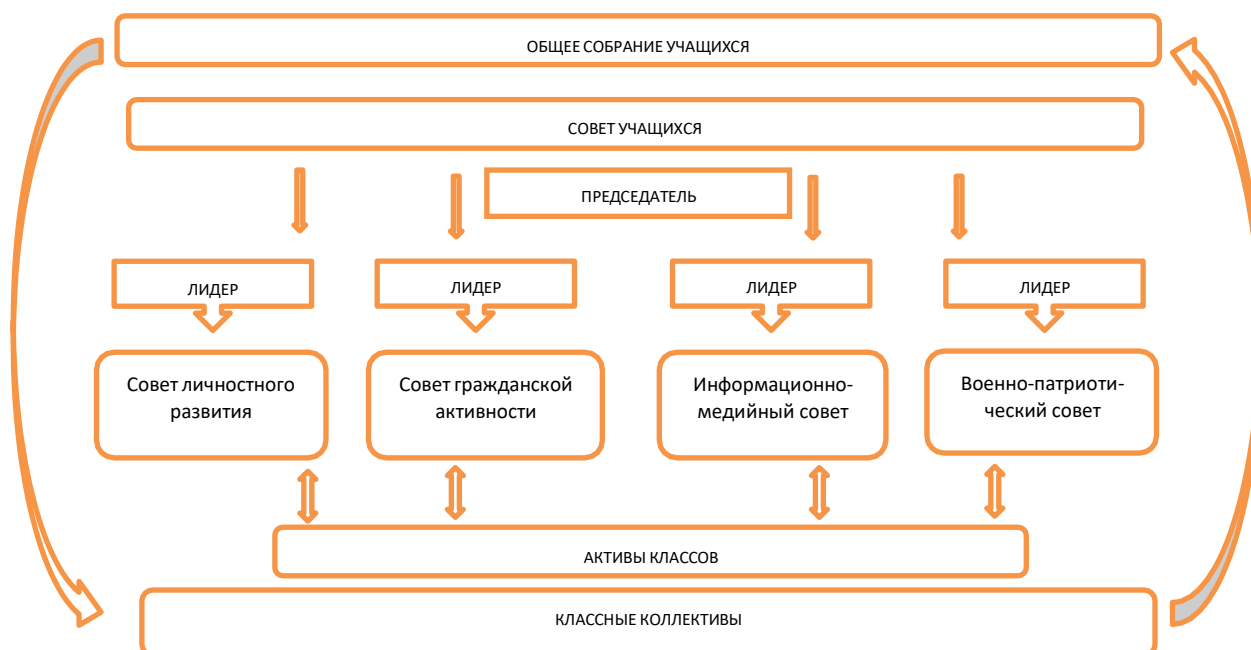 ОБЩЕЕ СОБРАНИЕ УЧАЩИХСЯ
СОВЕТ УЧАЩИХСЯ
ПРЕДСЕДАТЕЛЬ
ЛИДЕР
ЛИДЕР
ЛИДЕР
ЛИДЕР
Совет личностного
развития
Совет гражданской
активности
Информационно-
медийный совет
Военно-патриоти-
ческий совет
АКТИВЫ КЛАССОВ
КЛАССНЫЕ КОЛЛЕКТИВЫ